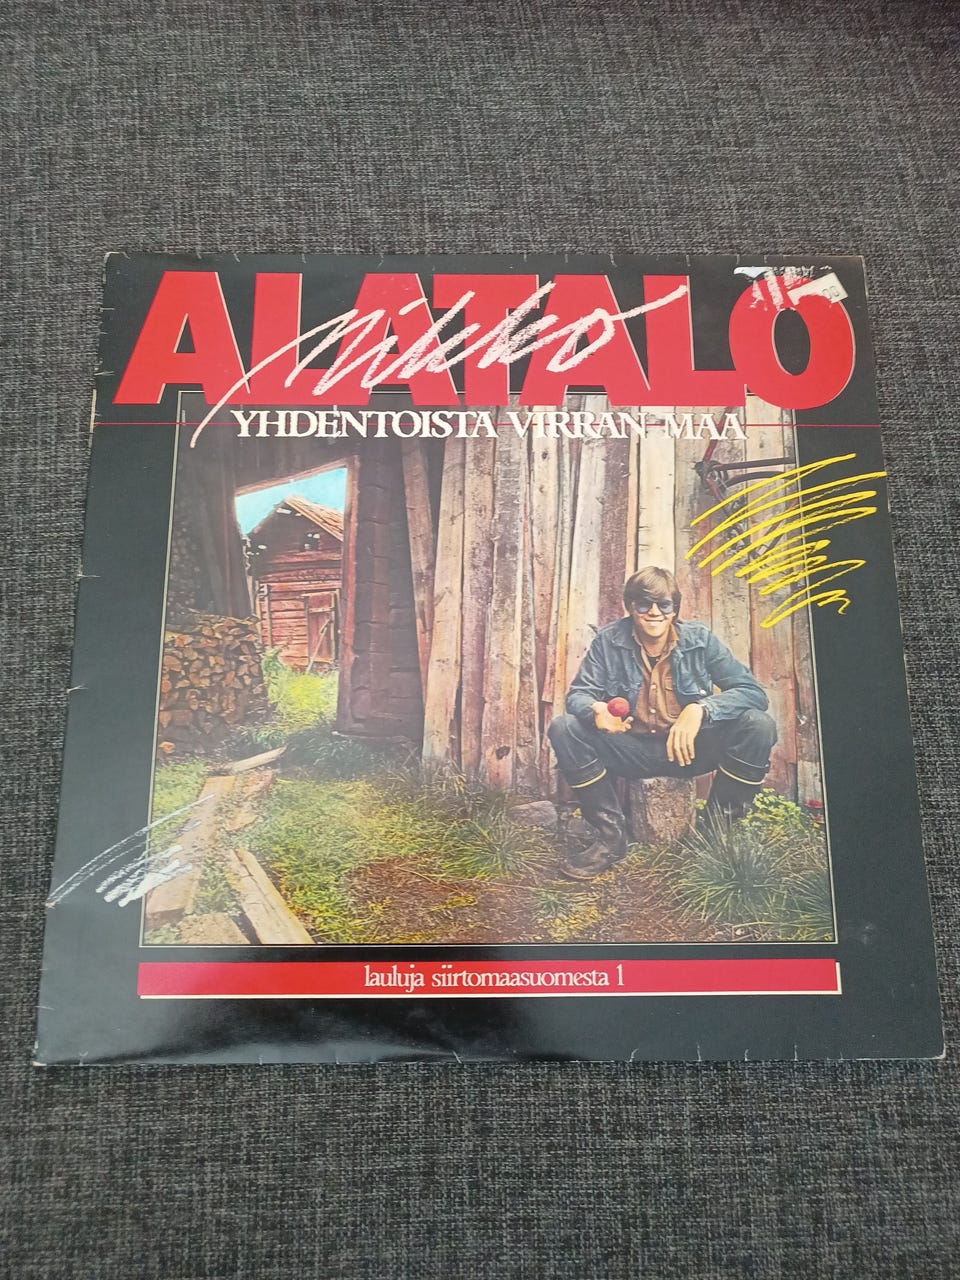 ALATALO
Mikko
YHDENTOISTA VIRRAN MAA
lauluja siirtomaasuomesta 1